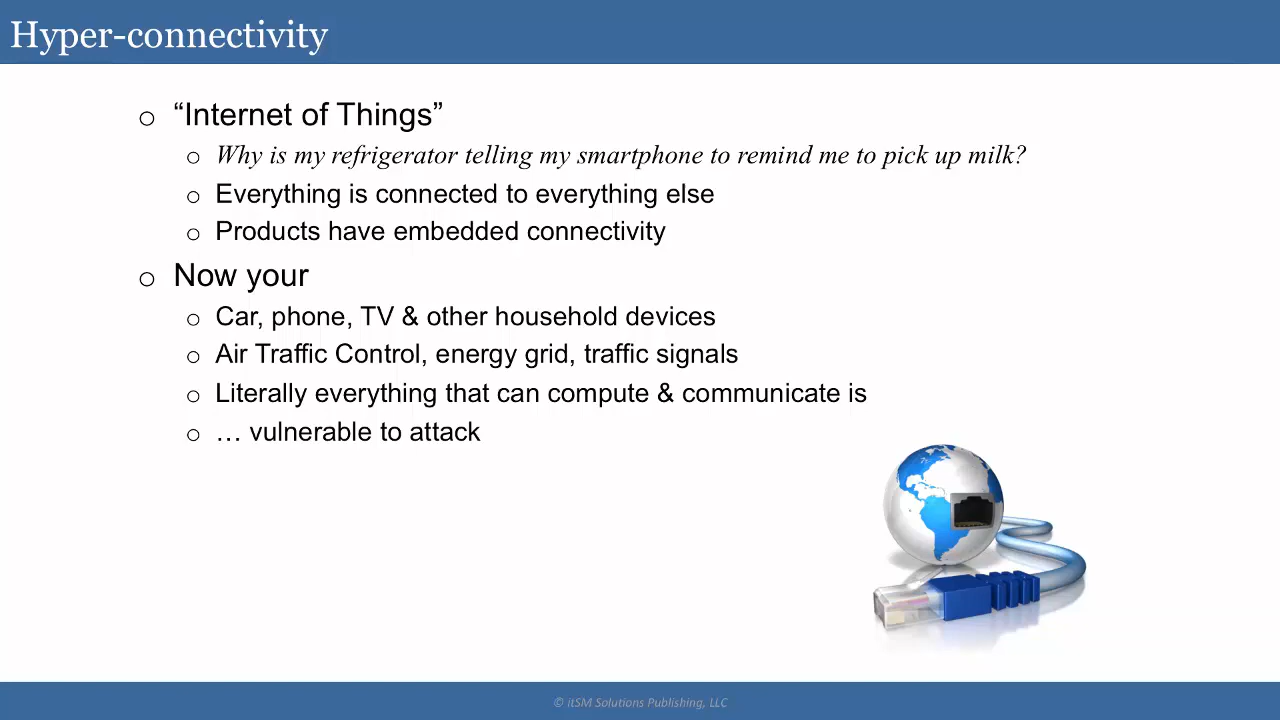 Hyper-connectivity
o “Internet of Things”
o Why is my refrigerator telling my smartphone to remind me to pick up milk?
o Everything is connected to everything else
o Products have embedded connectivity
o Now your
o Car, phone, TV & other household devices
o Air Traffic Control, energy grid, traffic signals
o Literally everything that can compute & communicate is
o … vulnerable to attack
© itSM Solutions Publishing, LLC